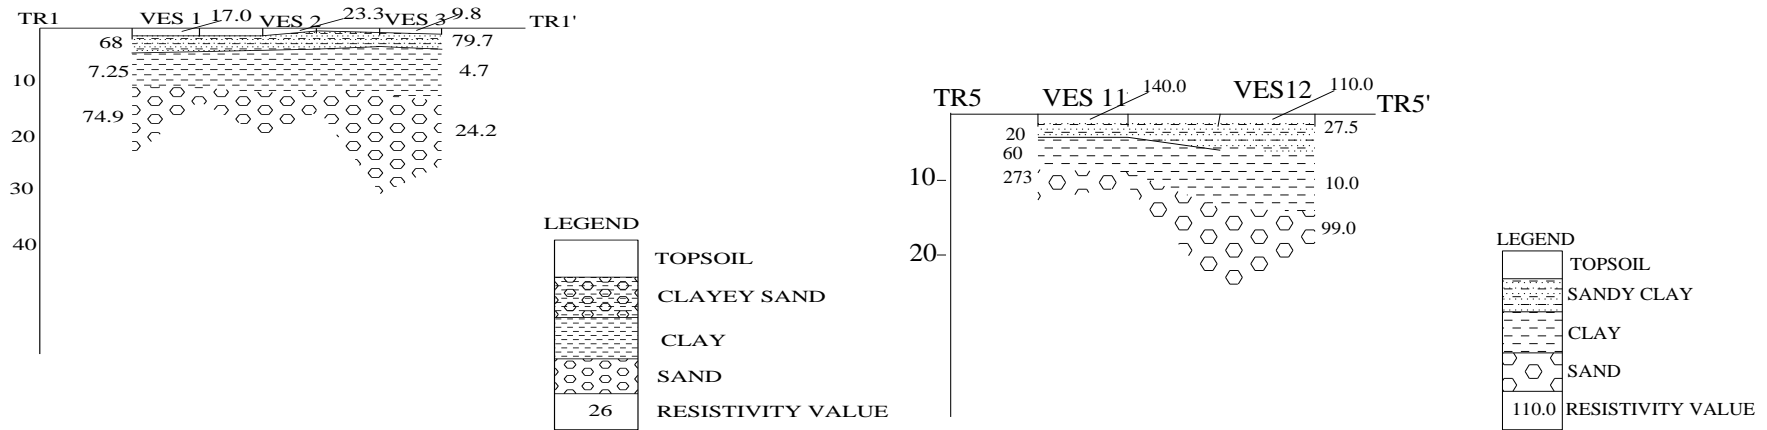 TR1 VES 1 17.0 VES 2 23.3 VES 3 9.8 TR1'
68 79.7
7.25 4.7
10
74.9 24.2
20
30
40
LEGEND
TOPSOIL
CLAYEY SAND
CLAY
SAND
26 RESISTIVITY VALUE
TR5 VES 11 140.0 VES12 110.0 TR5'
20 27.5
60
10 273 10.0
99.0
20
LEGEND
TOPSOIL
SANDY CLAY
CLAY
SAND
110.0 RESISTIVITY VALUE